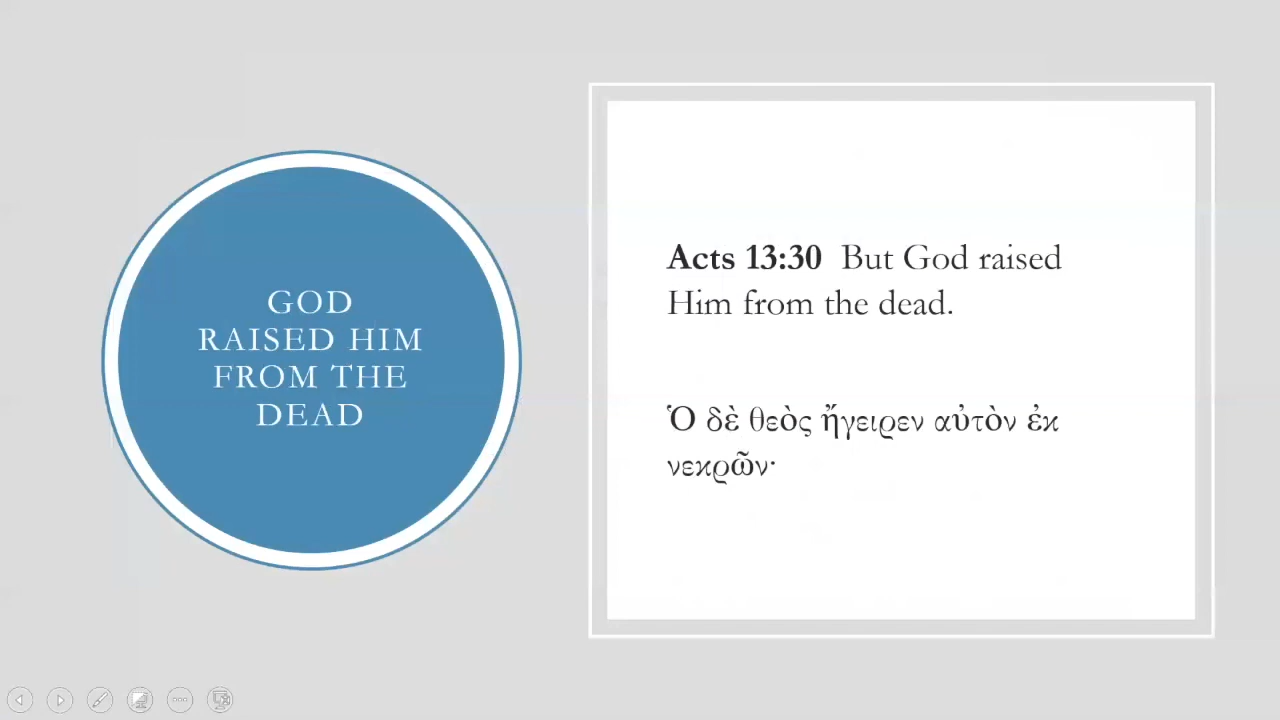 GOD
RAISED HIM
FROM THE
DEAD
Acts 13:30  But God raised
Him from the dead.
Ὁ δὲ θεὸς ἤγειρεν αὐτὸν ἐκ
νεκρῶν·